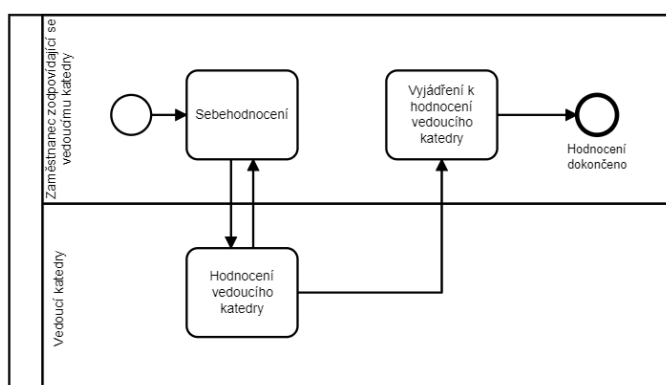 Zaměstnanec zodpovídající se
vedoucímu katedry
Sebehodnocení
Vyjádření k
hodnocení
vedoucího
katedry
Hodnocení
dokončeno
Vedoucí katedry
Hodnocení
vedoucího
katedry